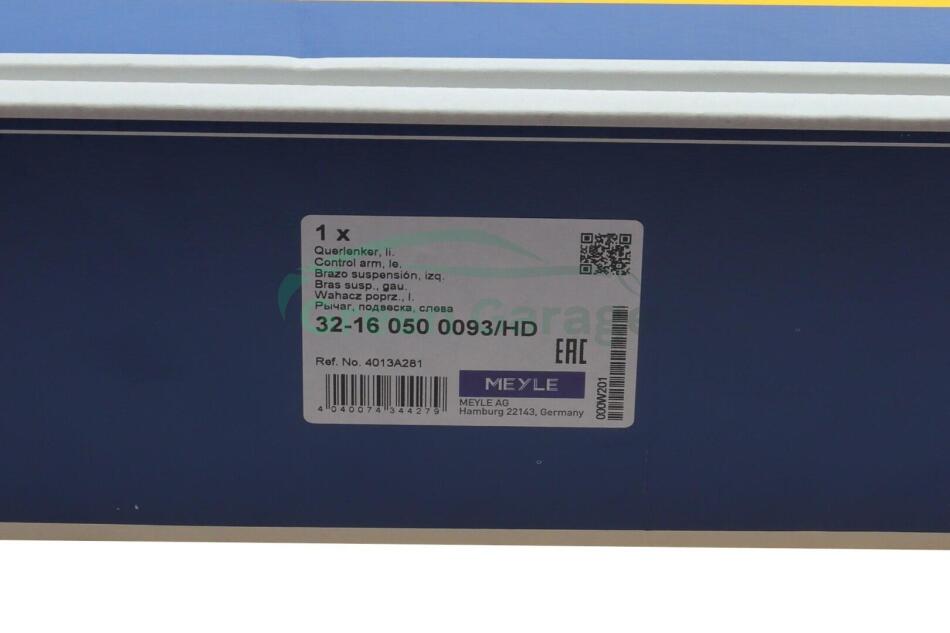 1 x
Querlenker, li.
Control arm, le.
Brazo suspensión, izq.
Bras susp., gau.
Wahacz poprz., l.
Рычаг, подвеска, слева
32-16 050 0093/HD
EAC
Ref. No. 4013A281
MEYLE
4 040074 344279
MEYLE AG
Hamburg 22143, Germany
000W201
Garage